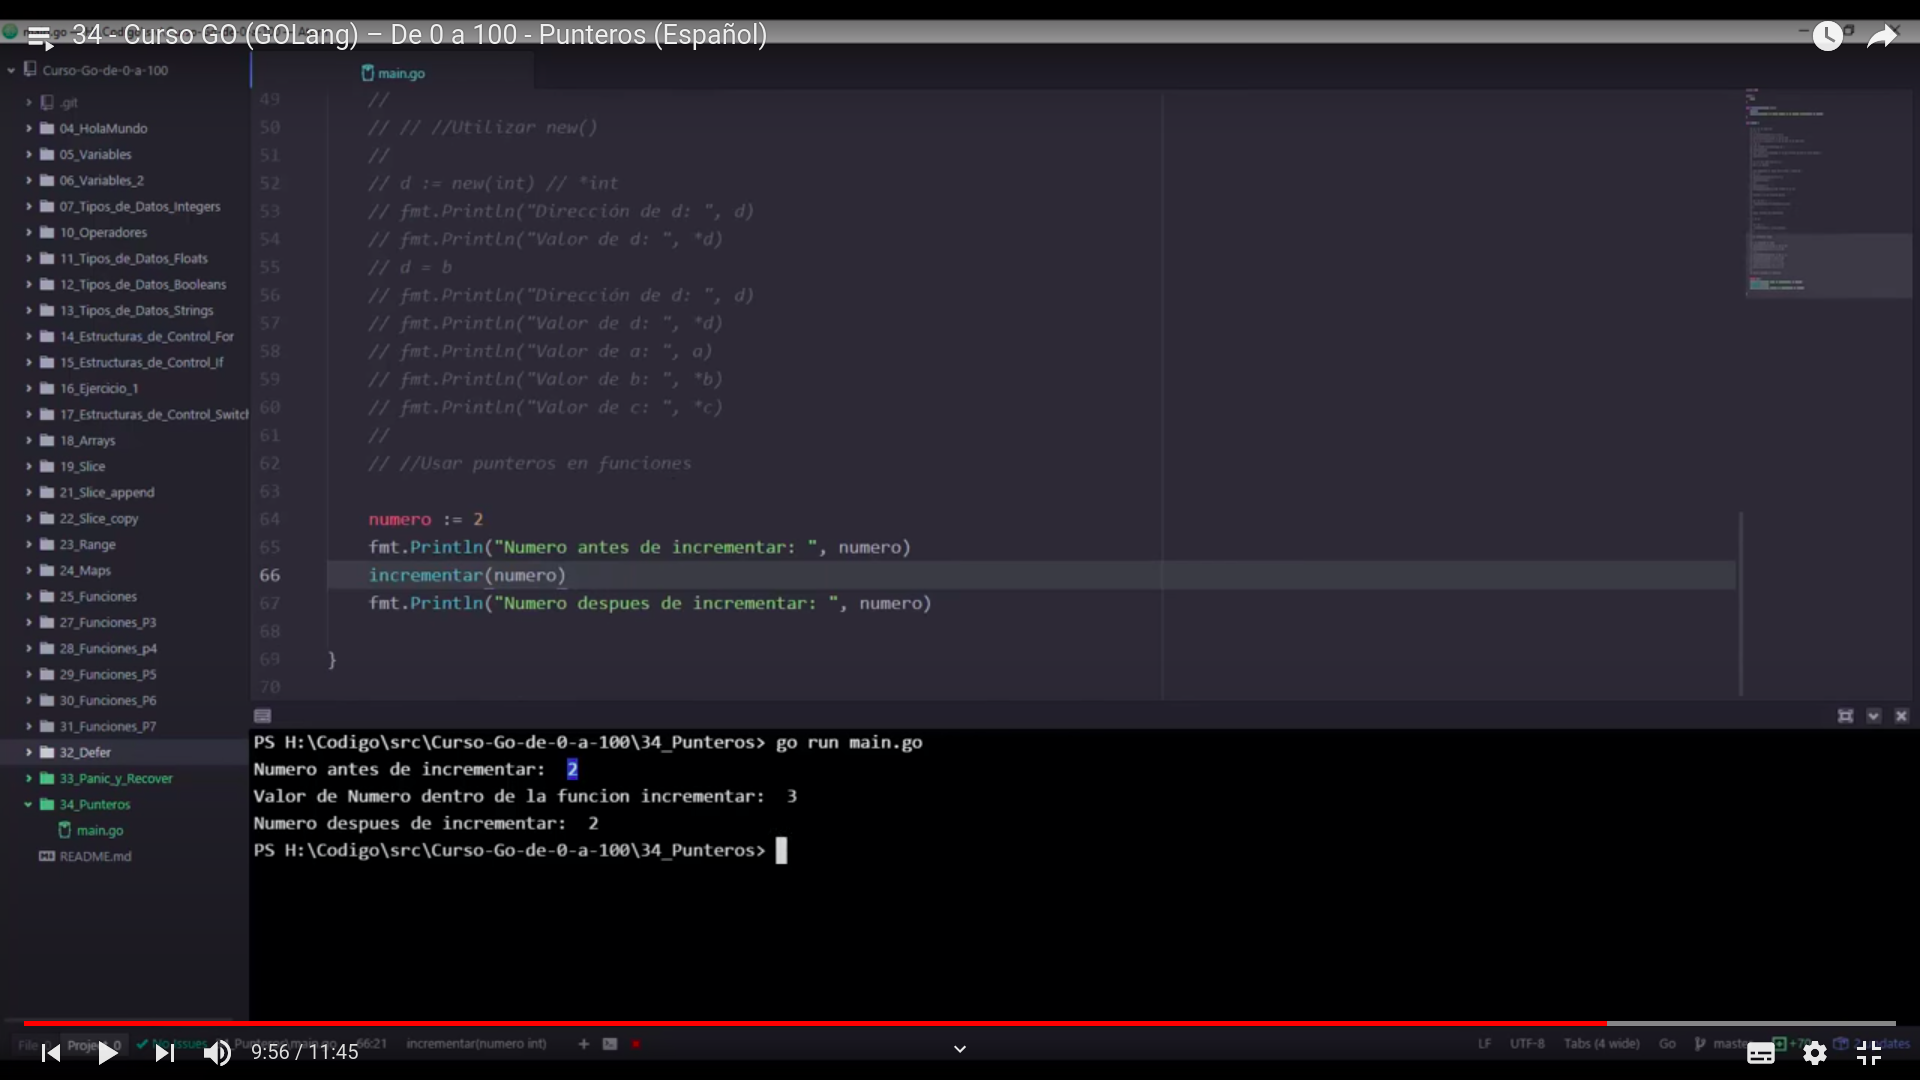 34 - Curso GO (GOLang) – De 0 a 100 - Punteros (Español)
Curso-Go-de-0-a-100
.git
04_HolaMundo
05_Variables
06_Variables_2
07_Tipos_de_Datos_Integers
10_Operadores
11_Tipos_de_Datos_Floats
12_Tipos_de_Datos_Booleans
13_Tipos_de_Datos_Strings
14_Estructuras_de_Control_For
15_Estructuras_de_Control_If
16_Ejercicio_1
17_Estructuras_de_Control_Switch
18_Arrays
19_Slice
21_Slice_append
22_Slice_copy
23_Range
24_Maps
25_Funciones
27_Funciones_P3
28_Funciones_p4
29_Funciones_P5
30_Funciones_P6
31_Funciones_P7
32_Defer
33_Panic_y_Recover
34_Punteros
main.go
README.md
main.go
49 //
50 // // //Utilizar new()
51 //
52 // d := new(int) // *int
53 // fmt.Println("Dirección de d: ", d)
54 // fmt.Println("Valor de d: ", *d)
55 // d = b
56 // fmt.Println("Dirección de d: ", d)
57 // fmt.Println("Valor de d: ", *d)
58 // fmt.Println("Valor de a: ", a)
59 // fmt.Println("Valor de b: ", *b)
60 // fmt.Println("Valor de c: ", *c)
61 //
62 // //Usar punteros en funciones
63
64 numero := 2
65 fmt.Println("Numero antes de incrementar: ", numero)
66 incrementar(numero)
67 fmt.Println("Numero despues de incrementar: ", numero)
68
69 }
70
PS H:\Codigo\src\Curso-Go-de-0-a-100\34_Punteros> go run main.go
Numero antes de incrementar:  2
Valor de Numero dentro de la funcion incrementar:  3
Numero despues de incrementar:  2
PS H:\Codigo\src\Curso-Go-de-0-a-100\34_Punteros>
File 0 Project 0 No Issues 34_Punteros\main.go 66:21 incrementar(numero int) + LF UTF-8 Tabs (4 wide) Go
9:56 / 11:45